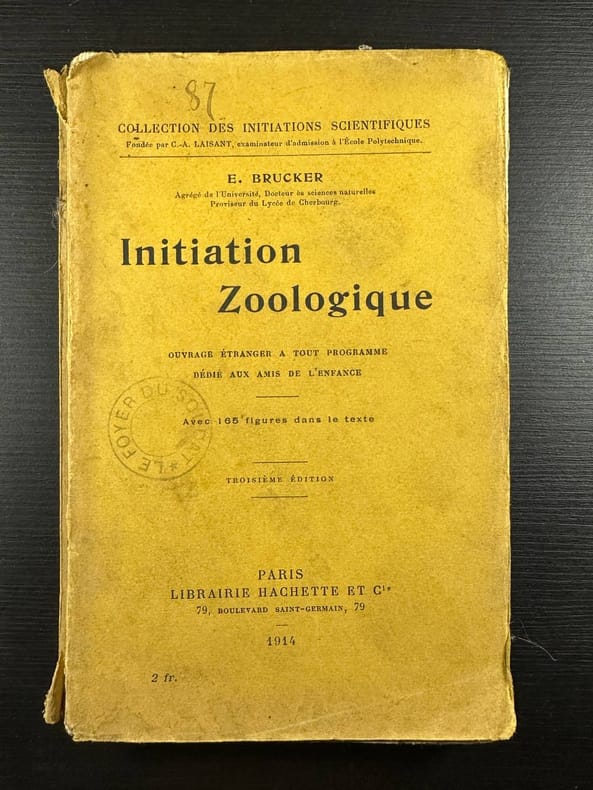 87
COLLECTION DES INITIATIONS SCIENTIFIQUES
Fondée par C.-A. LAISANT, examinateur d'admission à l'École Polytechnique.
E. BRUCKER
Agrégé de l'Université, Docteur ès sciences naturelles
Proviseur du Lycée de Cherbourg.
Initiation
Zoologique
OUVRAGE ÉTRANGER A TOUT PROGRAMME
DÉDIÉ AUX AMIS DE L'ENFANCE
Avec 165 figures dans le texte
LE FOYER DU SOLDAT
TROISIÈME ÉDITION
PARIS
LIBRAIRIE HACHETTE ET Cie
79, BOULEVARD SAINT-GERMAIN, 79
1914
2 fr.